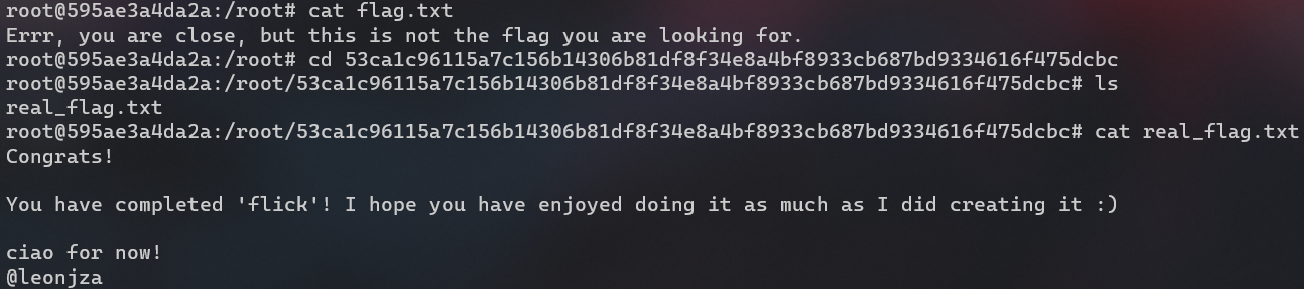 root@595ae3a4da2a:/root# cat flag.txt
Errr, you are close, but this is not the flag you are looking for.
root@595ae3a4da2a:/root# cd 53ca1c96115a7c156b14306b81df8f34e8a4bf8933cb687bd9334616f475dcbc
root@595ae3a4da2a:/root/53ca1c96115a7c156b14306b81df8f34e8a4bf8933cb687bd9334616f475dcbc# ls
real_flag.txt
root@595ae3a4da2a:/root/53ca1c96115a7c156b14306b81df8f34e8a4bf8933cb687bd9334616f475dcbc# cat real_flag.txt
Congrats!
You have completed 'flick'! I hope you have enjoyed doing it as much as I did creating it :)
ciao for now!
@leonjza